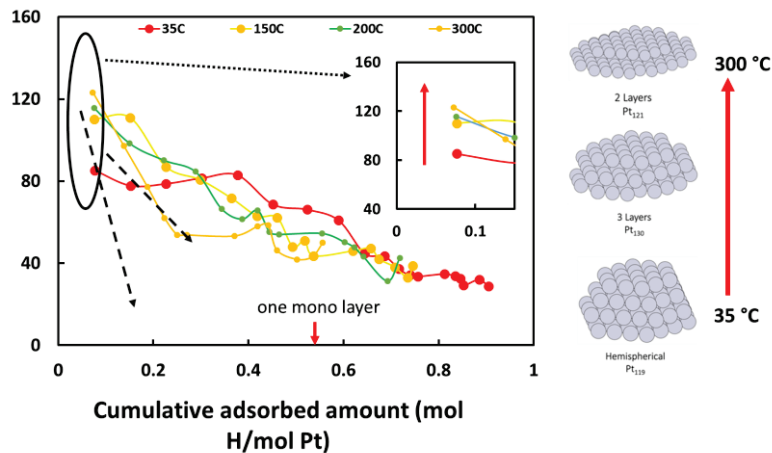 160
120
80
40
0
0
0.2
0.4
0.6
0.8
1
35C
150C
200C
300C
160
120
80
40
0
0.1
one mono layer
Cumulative adsorbed amount (mol
H/mol Pt)
2 Layers
Pt₁₂₁
3 Layers
Pt₁₃₀
Hemispherical
Pt₁₁₉
300 °C
35 °C